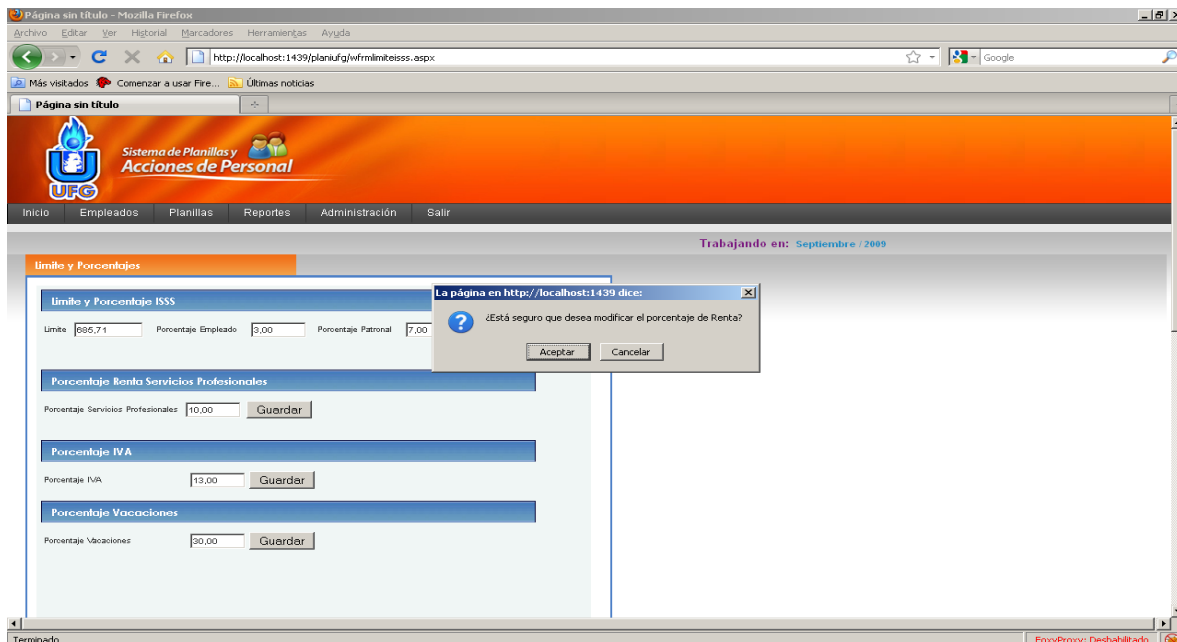 Página sin título - Mozilla Firefox
Archivo Editar Ver Historial Marcadores Herramientas Ayuda
http://localhost:1439/planiufg/wfrmlimiteisss.aspx
Google
Más visitados Comenzar a usar Fire... Últimas noticias
Página sin título
UFG
Sistema de Planillas y
Acciones de Personal
Inicio Empleados Planillas Reportes Administración Salir
Trabajando en: Septiembre / 2009
Limite y Porcentajes
Limite y Porcentaje ISSS
Limite 685,71 Porcentaje Empleado 3,00 Porcentaje Patronal 7,00
La página en http://localhost:1439 dice:
¿Está seguro que desea modificar el porcentaje de Renta?
Aceptar Cancelar
Porcentaje Renta Servicios Profesionales
Porcentaje Servicios Profesionales 10,00 Guardar
Porcentaje IVA
Porcentaje IVA 13,00 Guardar
Porcentaje Vacaciones
Porcentaje Vacaciones 30,00 Guardar
Terminado
FoxyProxy: Deshabilitado